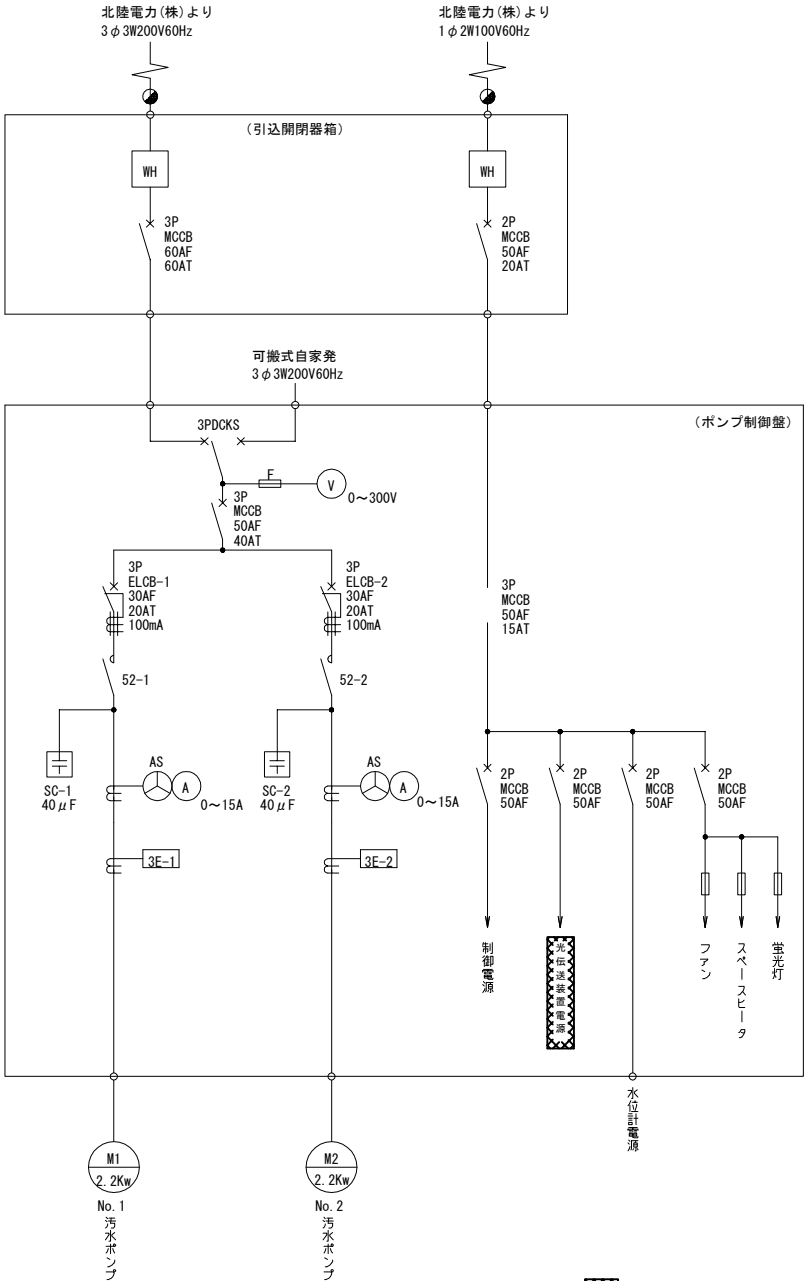 北陸電力(株)より
3φ3W200V60Hz
北陸電力(株)より
1φ2W100V60Hz
(引込開閉器箱)
WH
WH
3P
MCCB
60AF
60AT
2P
MCCB
50AF
20AT
可搬式自家発
3φ3W200V60Hz
(ポンプ制御盤)
3PDCKS
F
V
0～300V
3P
MCCB
50AF
40AT
3P
ELCB-1
30AF
20AT
100mA
3P
ELCB-2
30AF
20AT
100mA
3P
MCCB
50AF
15AT
52-1
52-2
SC-1
40μF
AS
A
0～15A
SC-2
40μF
AS
A
0～15A
2P
MCCB
50AF
2P
MCCB
50AF
2P
MCCB
50AF
2P
MCCB
50AF
3E-1
3E-2
制御電源
光伝送装置電源
ファン
スペースヒータ
蛍光灯
水位計電源
M1
2.2Kw
No.1
汚水ポンプ
M2
2.2Kw
No.2
汚水ポンプ